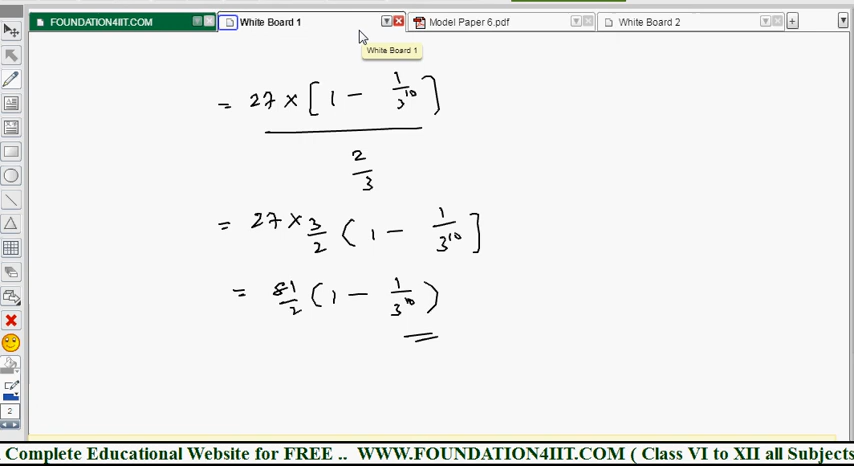 FOUNDATION4IIT.COM White Board 1 Model Paper 6.pdf White Board 2
White Board 1
= 27 × [ 1 − 1/3^10 ]
2/3
= 27 × 3/2 ( 1 − 1/3^10 ]
= 81/2 ( 1 − 1/3^10 )
2
Complete Educational Website for FREE .. WWW.FOUNDATION4IIT.COM ( Class VI to XII all Subjects